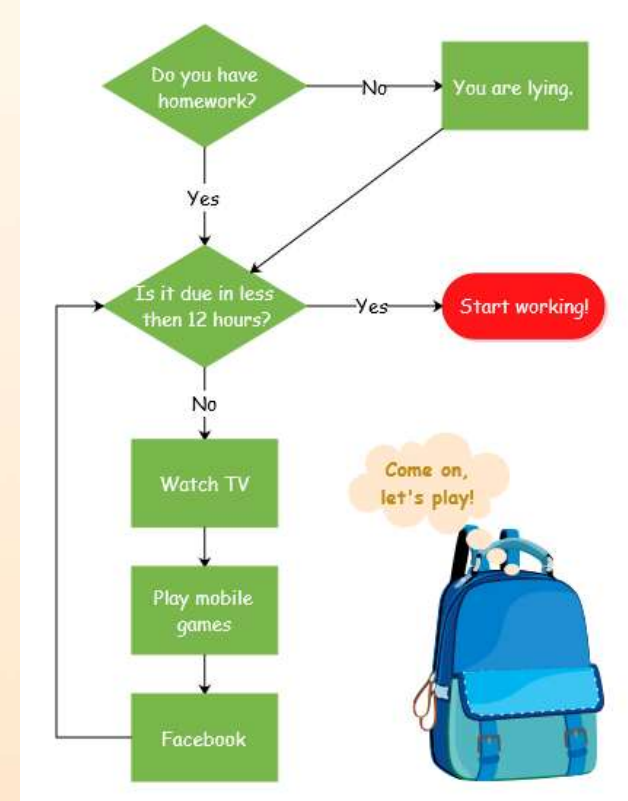 Do you have
homework?
No
You are lying.
Yes
Is it due in less
then 12 hours?
Yes
Start working!
No
Watch TV
Come on,
let's play!
Play mobile
games
Facebook